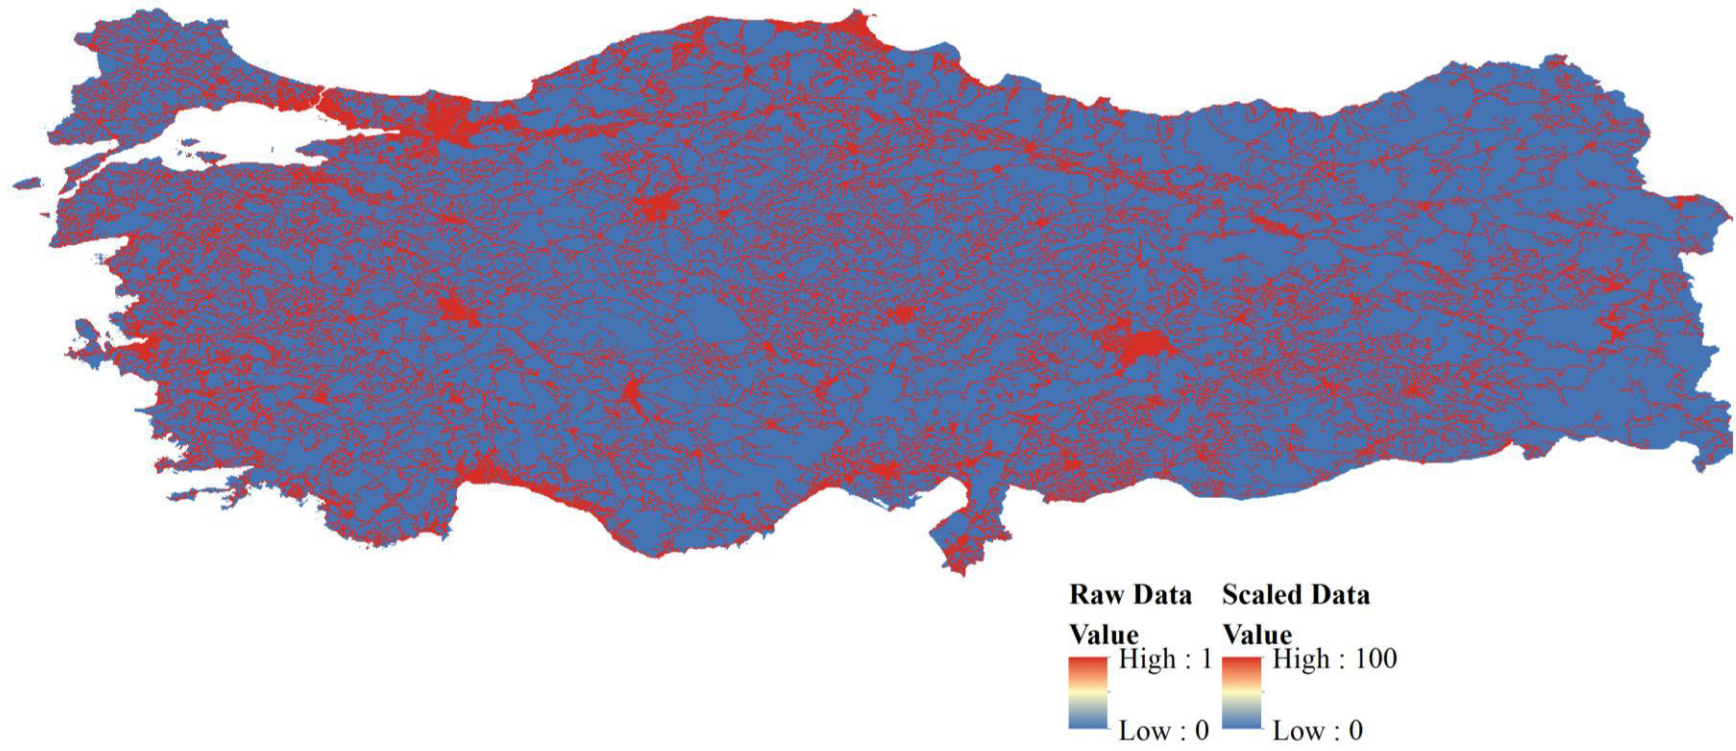 Raw Data Scaled Data
Value Value
High : 1 High : 100
Low : 0 Low : 0